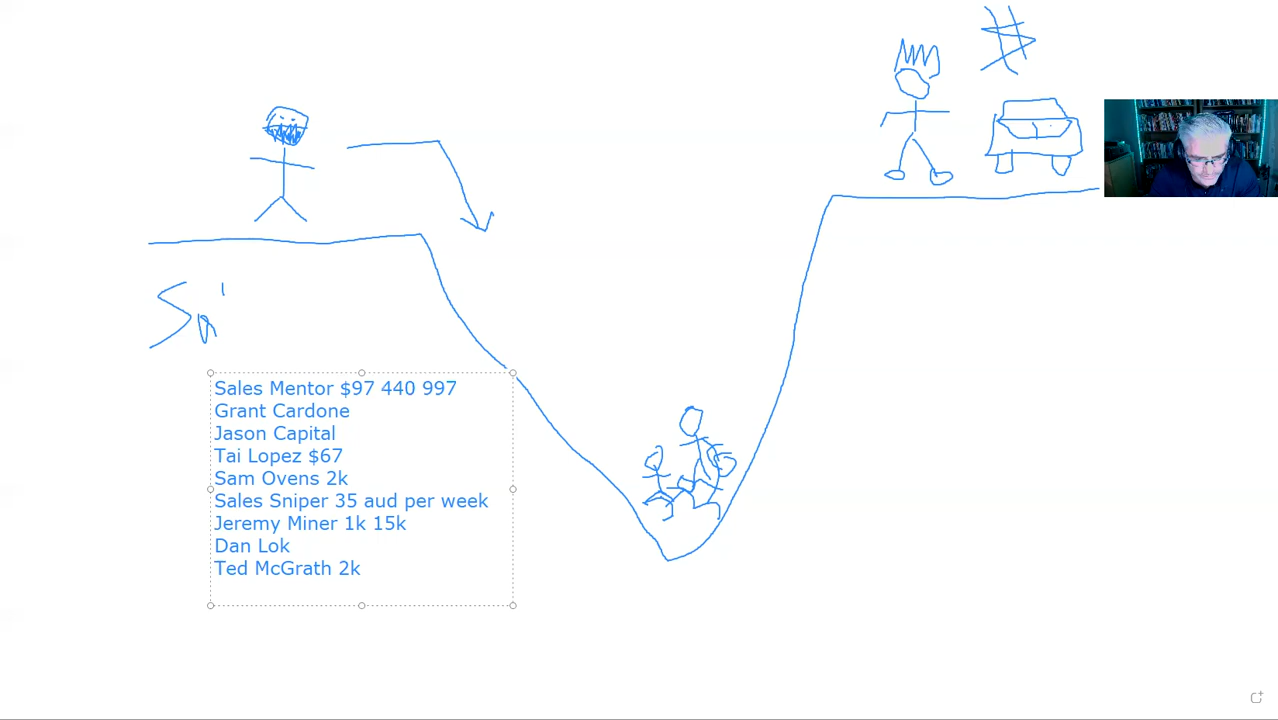 Sales Mentor $97 440 997
Grant Cardone
Jason Capital
Tai Lopez $67
Sam Ovens 2k
Sales Sniper 35 aud per week
Jeremy Miner 1k 15k
Dan Lok
Ted McGrath 2k